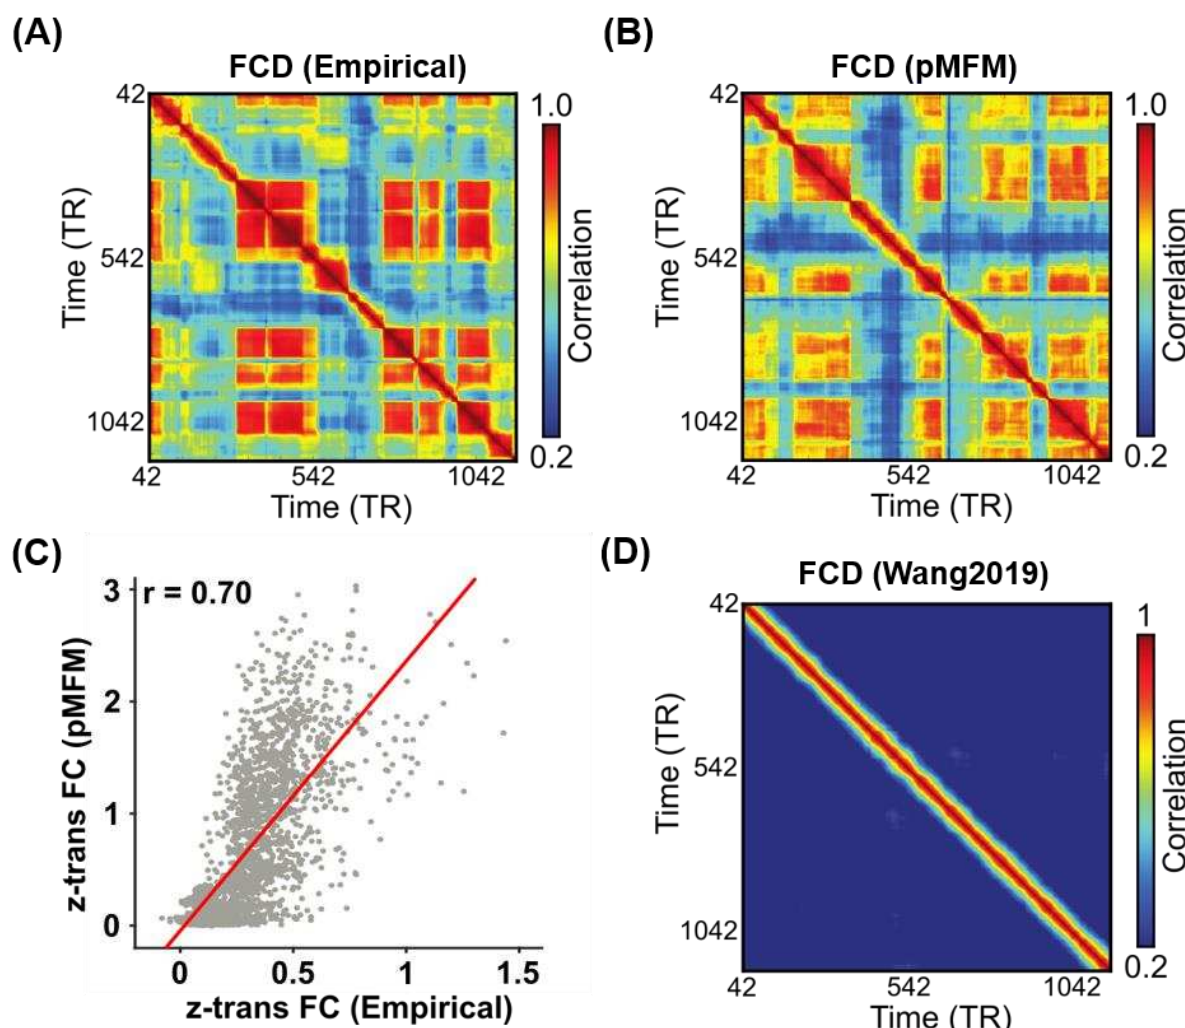 (A)
FCD (Empirical)
42
542
1042
Time (TR)
42
542
1042
Time (TR)
1.0
0.2
Correlation
(B)
FCD (pMFM)
42
542
1042
Time (TR)
42
542
1042
Time (TR)
1.0
0.2
Correlation
(C)
r = 0.70
3
2
1
0
z-trans FC (pMFM)
0
0.5
1
1.5
z-trans FC (Empirical)
(D)
FCD (Wang2019)
42
542
1042
Time (TR)
42
542
1042
Time (TR)
1
0.2
Correlation